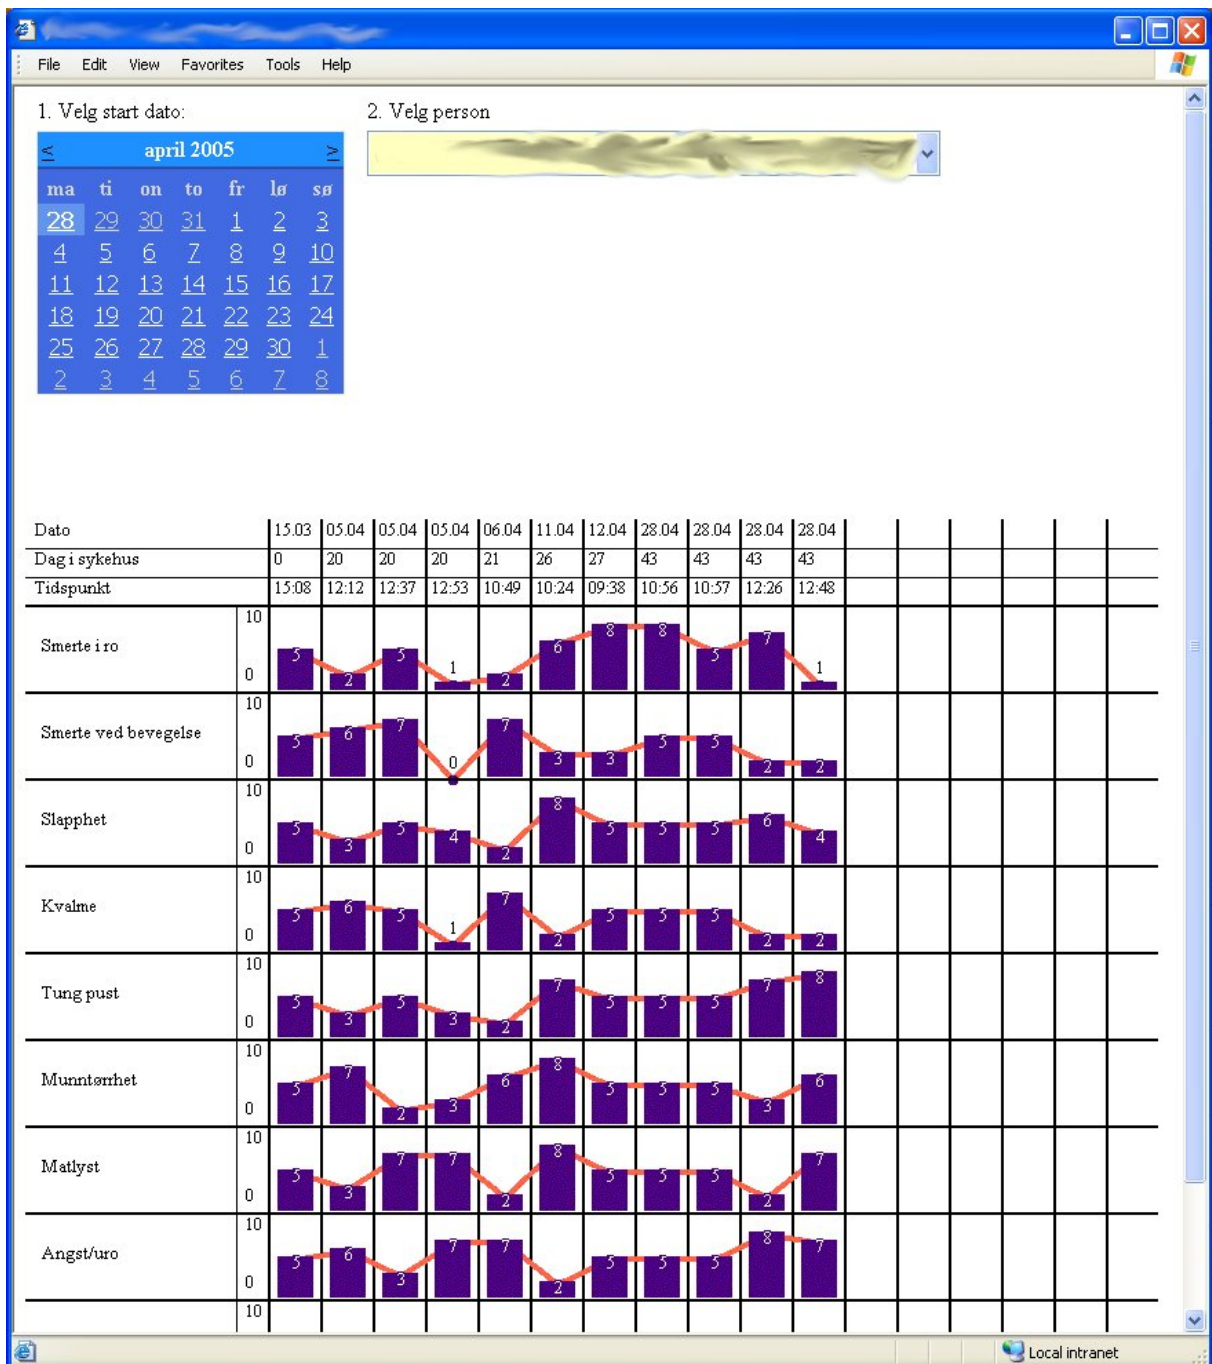 File Edit View Favorites Tools Help
1. Velg start dato: 2. Velg person
< april 2005 >
ma ti on to fr lø sø
28 29 30 31 1 2 3
4 5 6 7 8 9 10
11 12 13 14 15 16 17
18 19 20 21 22 23 24
25 26 27 28 29 30 1
2 3 4 5 6 7 8
Dato 15.03 05.04 05.04 05.04 06.04 11.04 12.04 28.04 28.04 28.04 28.04
Dag i sykehus 0 20 20 20 21 26 27 43 43 43 43
Tidspunkt 15:08 12:12 12:37 12:53 10:49 10:24 09:38 10:56 10:57 12:26 12:48
10
Smerte i ro 5 2 5 1 2 6 8 8 5 7 1
0
10
Smerte ved bevegelse 5 6 7 0 7 3 3 5 5 2 2
0
10
Slapphet 5 3 5 4 2 8 5 5 5 6 4
0
10
Kvalme 5 6 5 1 7 2 5 5 5 2 2
0
10
Tung pust 5 3 5 3 2 7 5 5 5 7 8
0
10
Munntørrhet 5 7 2 3 6 8 5 5 5 3 6
0
10
Matlyst 5 3 7 7 2 8 5 5 5 2 7
0
10
Angst/uro 5 6 3 7 7 2 5 5 5 8 7
0
10
Local intranet